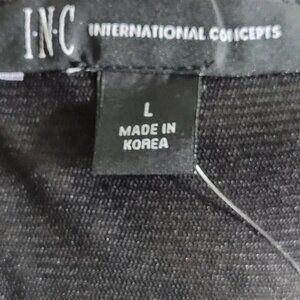 I·N·C INTERNATIONAL CONCEPTS
L
MADE IN
KOREA